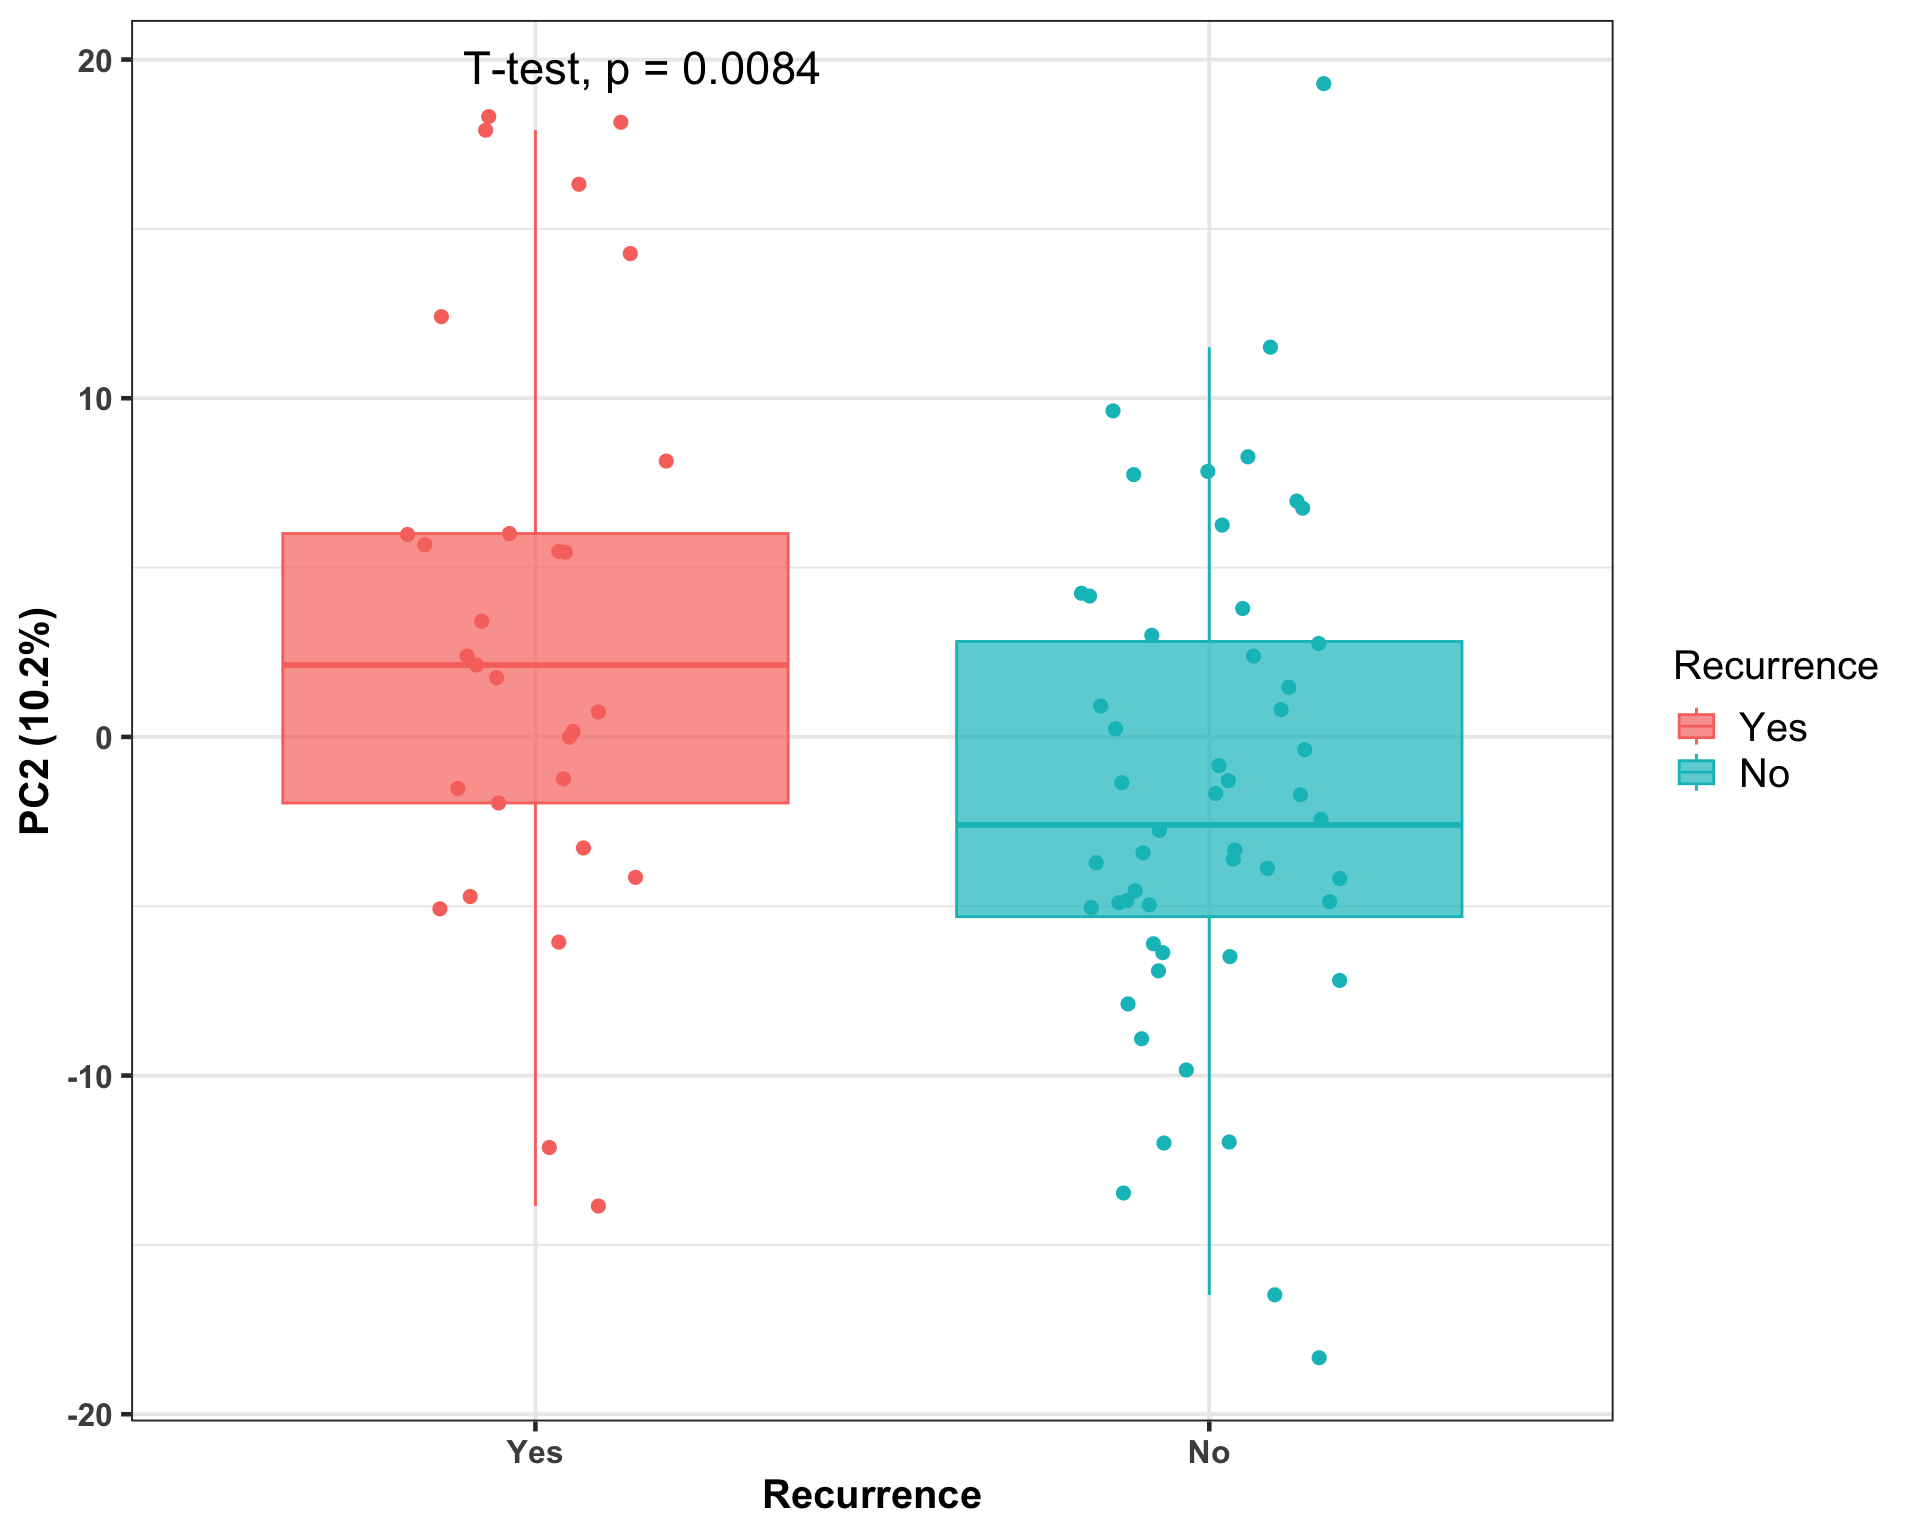 T-test, p = 0.0084
20
10
0
-10
-20
PC2 (10.2%)
Yes
No
Recurrence
Recurrence
Yes
No